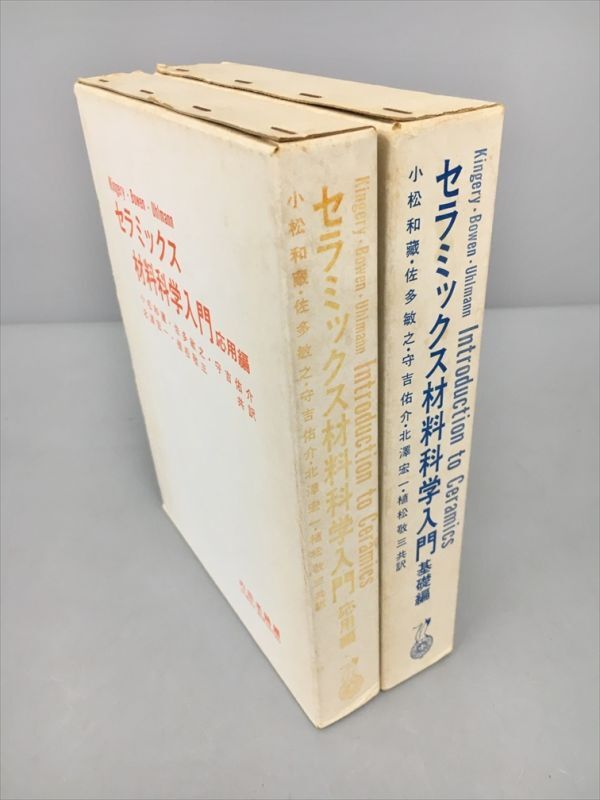 Kingery・Bowen・Uhlmann
セラミックス
材料科学入門 応用編
小松和蔵・佐多敏之・守吉佑介
北澤宏一・植松敬三 共訳
Kingery・Bowen・Uhlmann Introduction to Ceramics
セラミックス材料科学入門 応用編
小松和蔵・佐多敏之・守吉佑介・北澤宏一・植松敬三共訳
Kingery・Bowen・Uhlmann Introduction to Ceramics
セラミックス材料科学入門 基礎編
小松和蔵・佐多敏之・守吉佑介・北澤宏一・植松敬三共訳